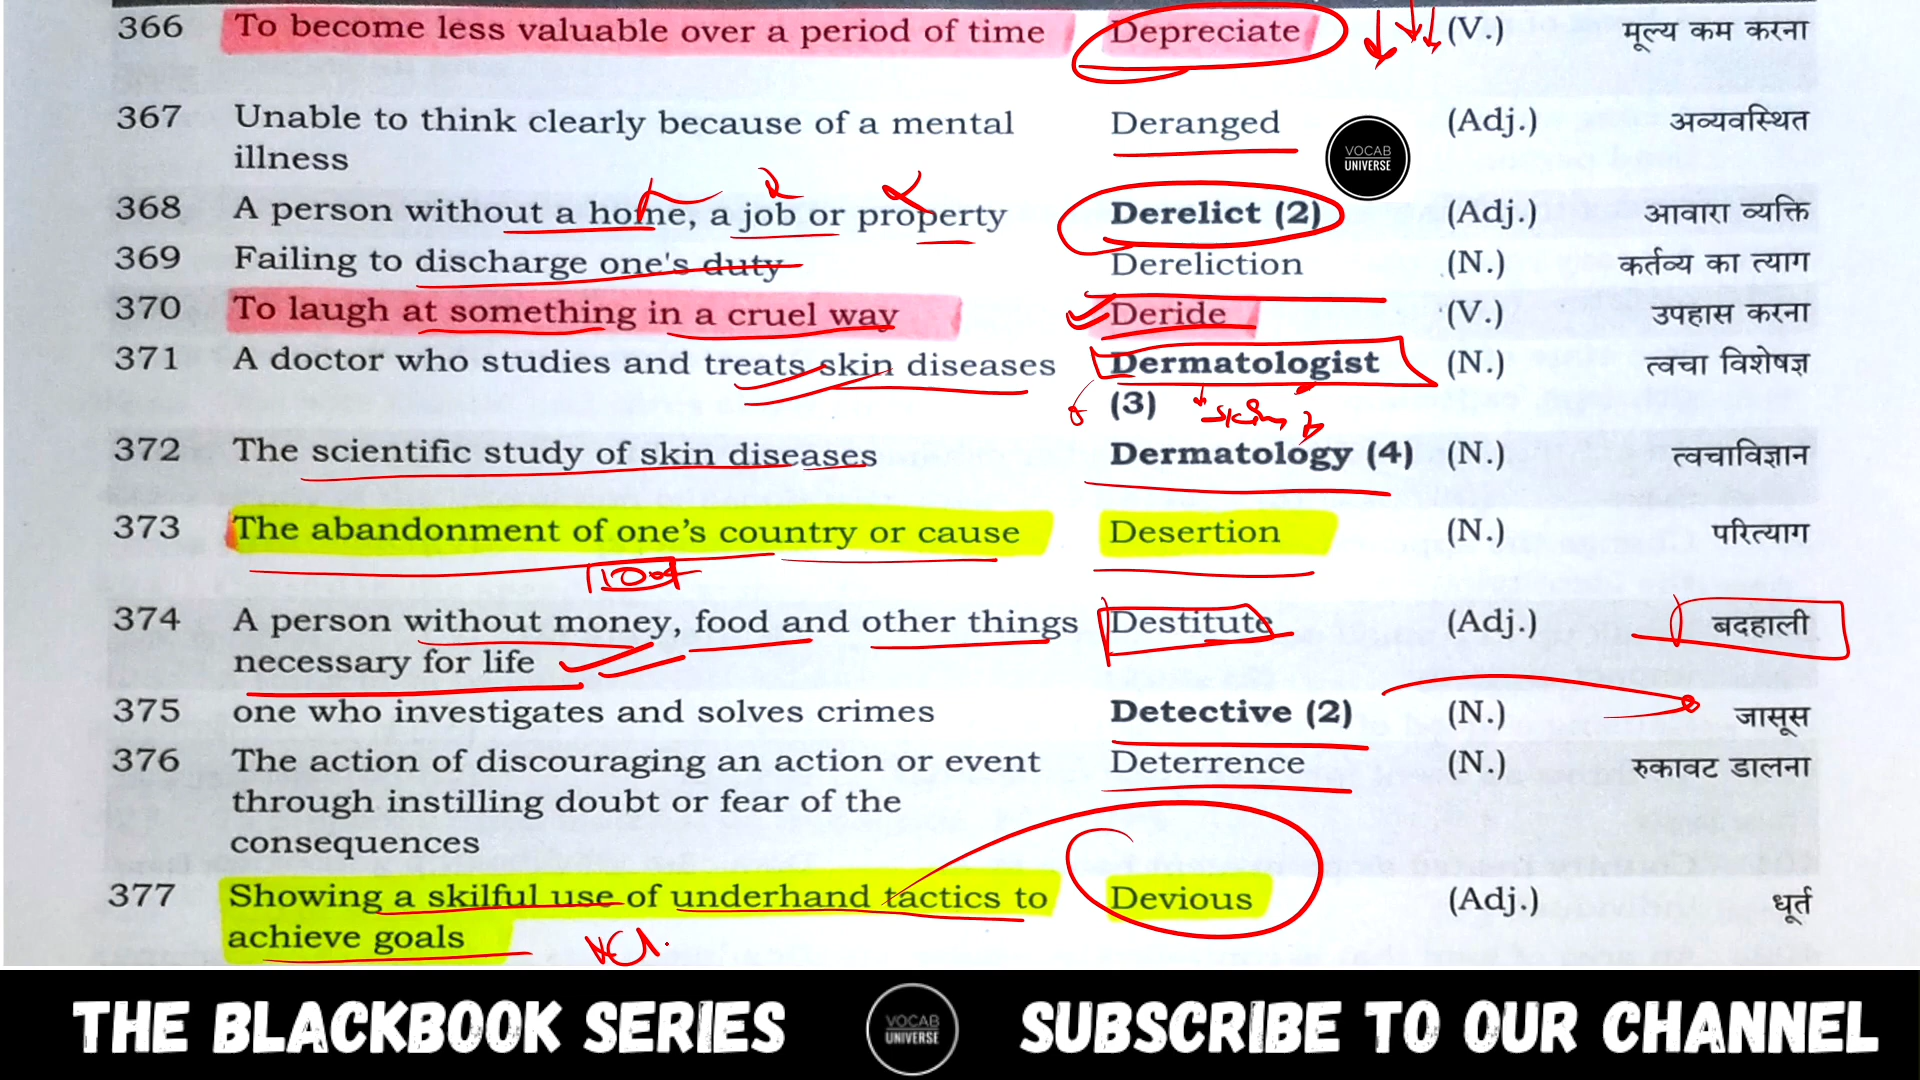 366 To become less valuable over a period of time Depreciate (V.) मूल्य कम करना
367 Unable to think clearly because of a mental Deranged (Adj.) अव्यवस्थित
illness
VOCAB
UNIVERSE
368 A person without a home, a job or property Derelict (2) (Adj.) आवारा व्यक्ति
369 Failing to discharge one's duty Dereliction (N.) कर्तव्य का त्याग
370 To laugh at something in a cruel way Deride (V.) उपहास करना
371 A doctor who studies and treats skin diseases Dermatologist (N.) त्वचा विशेषज्ञ
(3) skin
372 The scientific study of skin diseases Dermatology (4) (N.) त्वचाविज्ञान
373 The abandonment of one’s country or cause Desertion (N.) परित्याग
374 A person without money, food and other things Destitute (Adj.) बदहाली
necessary for life
375 one who investigates and solves crimes Detective (2) (N.) जासूस
376 The action of discouraging an action or event Deterrence (N.) रुकावट डालना
through instilling doubt or fear of the
consequences
377 Showing a skilful use of underhand tactics to Devious (Adj.) धूर्त
achieve goals
THE BLACKBOOK SERIES VOCAB UNIVERSE SUBSCRIBE TO OUR CHANNEL